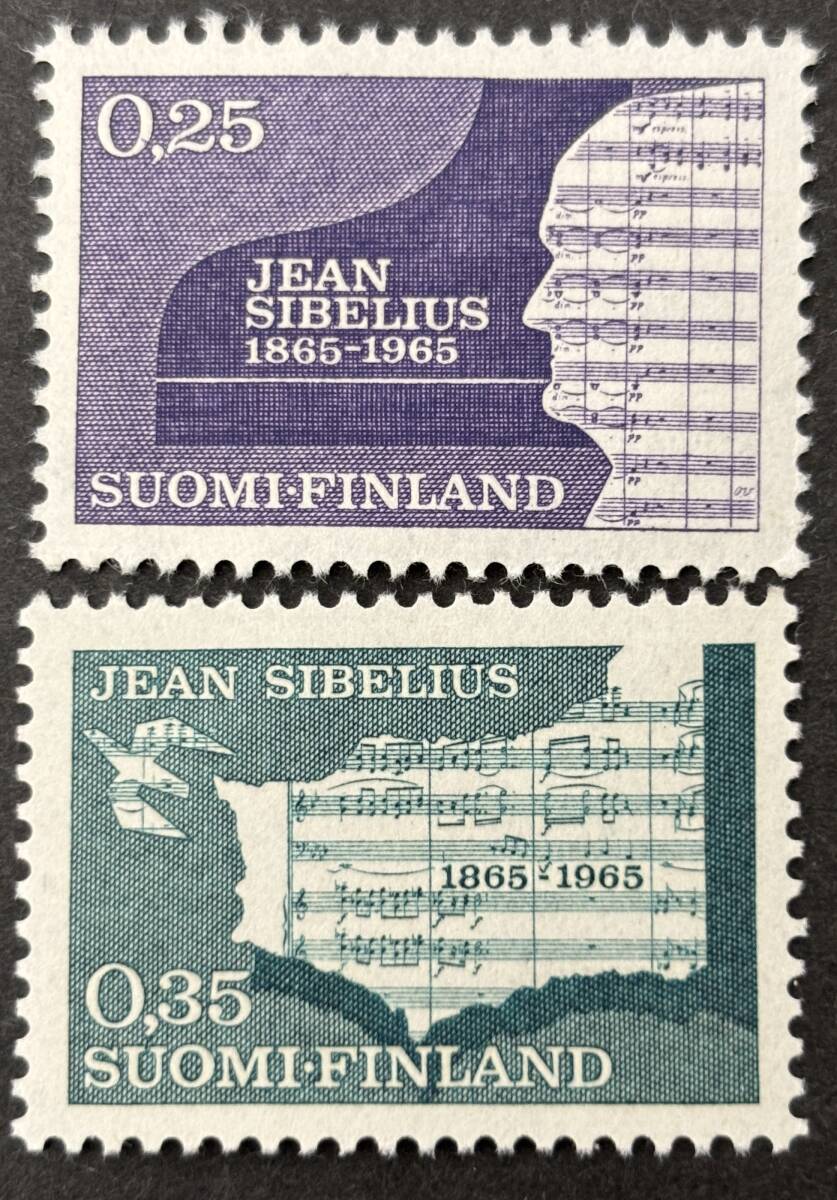 0,25
JEAN
SIBELIUS
1865-1965
SUOMI·FINLAND
JEAN SIBELIUS
1865-1965
0,35
SUOMI·FINLAND